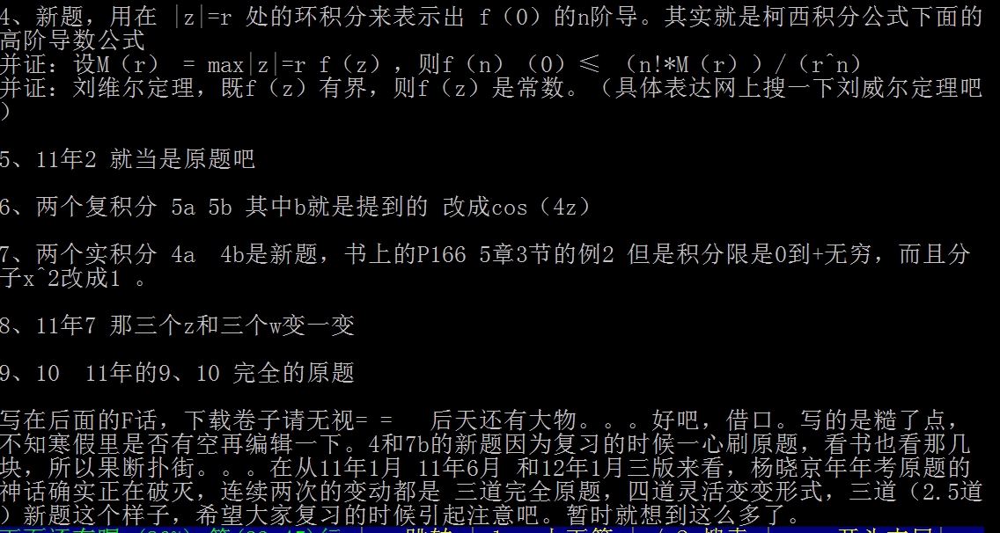 4、新题，用在 |z|=r 处的环积分来表示出 f（0）的n阶导。其实就是柯西积分公式下面的
高阶导数公式
并证：设M（r） = max|z|=r f（z），则f（n）（0）≤ （n!*M（r））/（r^n）
并证：刘维尔定理，既f（z）有界，则f（z）是常数。（具体表达网上搜一下刘威尔定理吧
）
5、11年2 就当是原题吧
6、两个复积分 5a 5b 其中b就是提到的 改成cos（4z）
7、两个实积分 4a  4b是新题，书上的P166 5章3节的例2 但是积分限是0到+无穷，而且分
子x^2改成1 。
8、11年7 那三个z和三个w变一变
9、10  11年的9、10 完全的原题
写在后面的F话，下载卷子请无视= =   后天还有大物。。。好吧，借口。写的是糙了点，
不知寒假里是否有空再编辑一下。4和7b的新题因为复习的时候一心刷原题，看书也看那几
块，所以果断扑街。。。在从11年1月 11年6月 和12年1月三版来看，杨晓京年年考原题的
神话确实正在破灭，连续两次的变动都是 三道完全原题，四道灵活变变形式，三道（2.5道
）新题这个样子，希望大家复习的时候引起注意吧。暂时就想到这么多了。